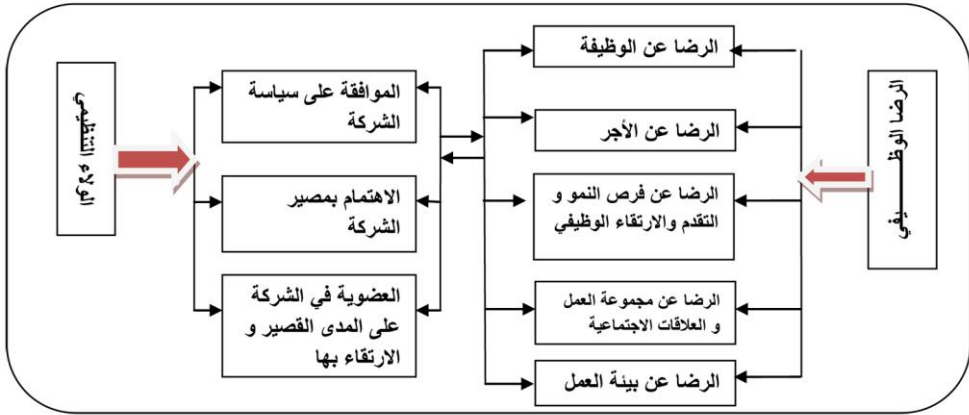 الرضا الوظـــــــيفي
الرضا عن الوظيفة
الرضا عن الأجر
الرضا عن فرص النمو و
التقدم والارتقاء الوظيفي
الرضا عن مجموعة العمل
و العلاقات الاجتماعية
الرضا عن بيئة العمل
الموافقة على سياسة
الشركة
الاهتمام بمصير
الشركة
العضوية في الشركة
على المدى القصير و
الارتقاء بها
الولاء التنظيمي